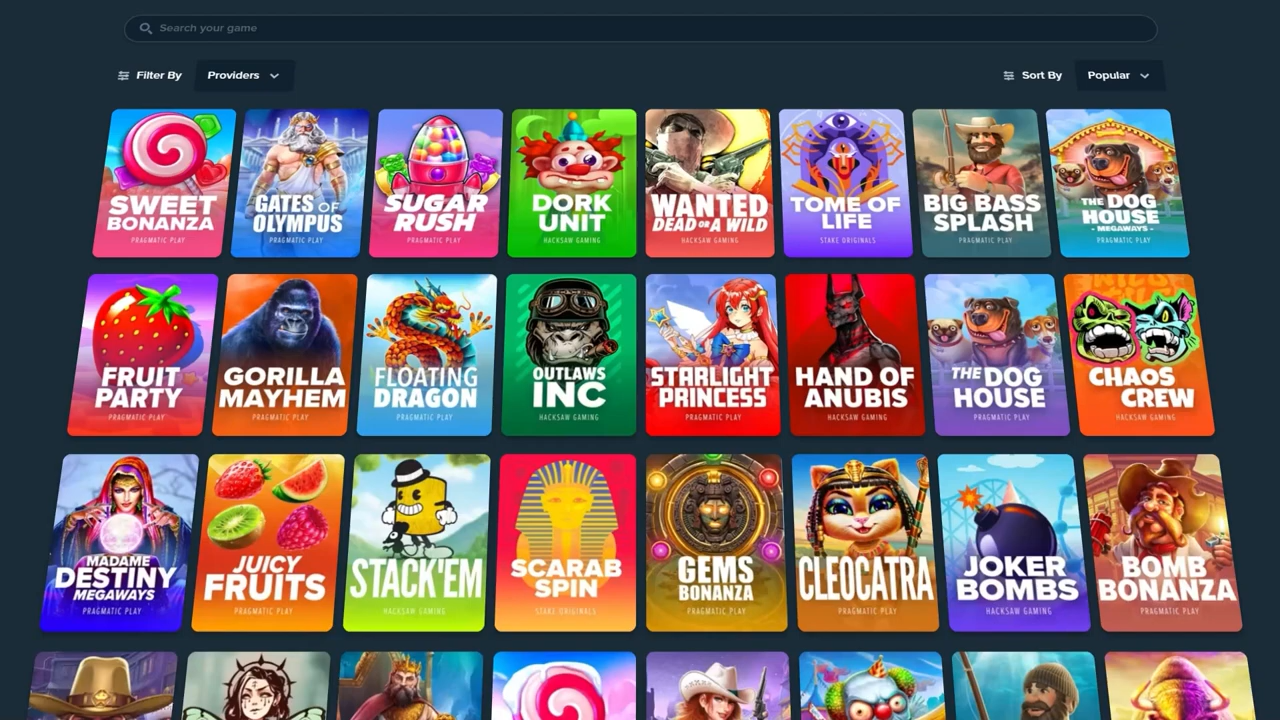 Search your game
Filter By
Providers
Sort By
Popular
SWEET
BONANZA
PRAGMATIC PLAY
GATES OF
OLYMPUS
PRAGMATIC PLAY
SUGAR
RUSH
PRAGMATIC PLAY
DORK
UNIT
HACKSAW GAMING
WANTED
DEAD OR A WILD
HACKSAW GAMING
TOME OF
LIFE
STAKE ORIGINALS
BIG BASS
SPLASH
PRAGMATIC PLAY
THE DOG
HOUSE
- MEGAWAYS -
PRAGMATIC PLAY
FRUIT
PARTY
PRAGMATIC PLAY
GORILLA
MAYHEM
PRAGMATIC PLAY
FLOATING
DRAGON
PRAGMATIC PLAY
OUTLAWS
INC
HACKSAW GAMING
STARLIGHT
PRINCESS
PRAGMATIC PLAY
HAND OF
ANUBIS
HACKSAW GAMING
THE DOG
HOUSE
PRAGMATIC PLAY
CHAOS
CREW
HACKSAW GAMING
MADAME
DESTINY
MEGAWAYS
PRAGMATIC PLAY
JUICY
FRUITS
PRAGMATIC PLAY
STACK'EM
HACKSAW GAMING
SCARAB
SPIN
STAKE ORIGINALS
GEMS
BONANZA
PRAGMATIC PLAY
CLEOCATRA
PRAGMATIC PLAY
JOKER
BOMBS
HACKSAW GAMING
BOMB
BONANZA
PRAGMATIC PLAY